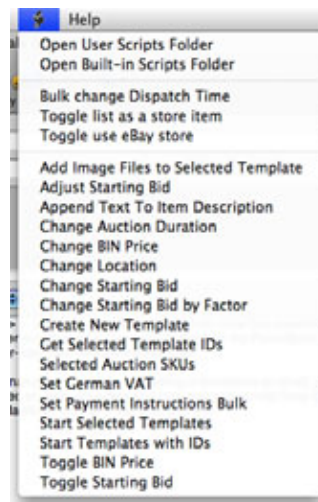 Help
Open User Scripts Folder
Open Built-in Scripts Folder
Bulk change Dispatch Time
Toggle list as a store item
Toggle use eBay store
Add Image Files to Selected Template
Adjust Starting Bid
Append Text To Item Description
Change Auction Duration
Change BIN Price
Change Location
Change Starting Bid
Change Starting Bid by Factor
Create New Template
Get Selected Template IDs
Selected Auction SKUs
Set German VAT
Set Payment Instructions Bulk
Start Selected Templates
Start Templates with IDs
Toggle BIN Price
Toggle Starting Bid